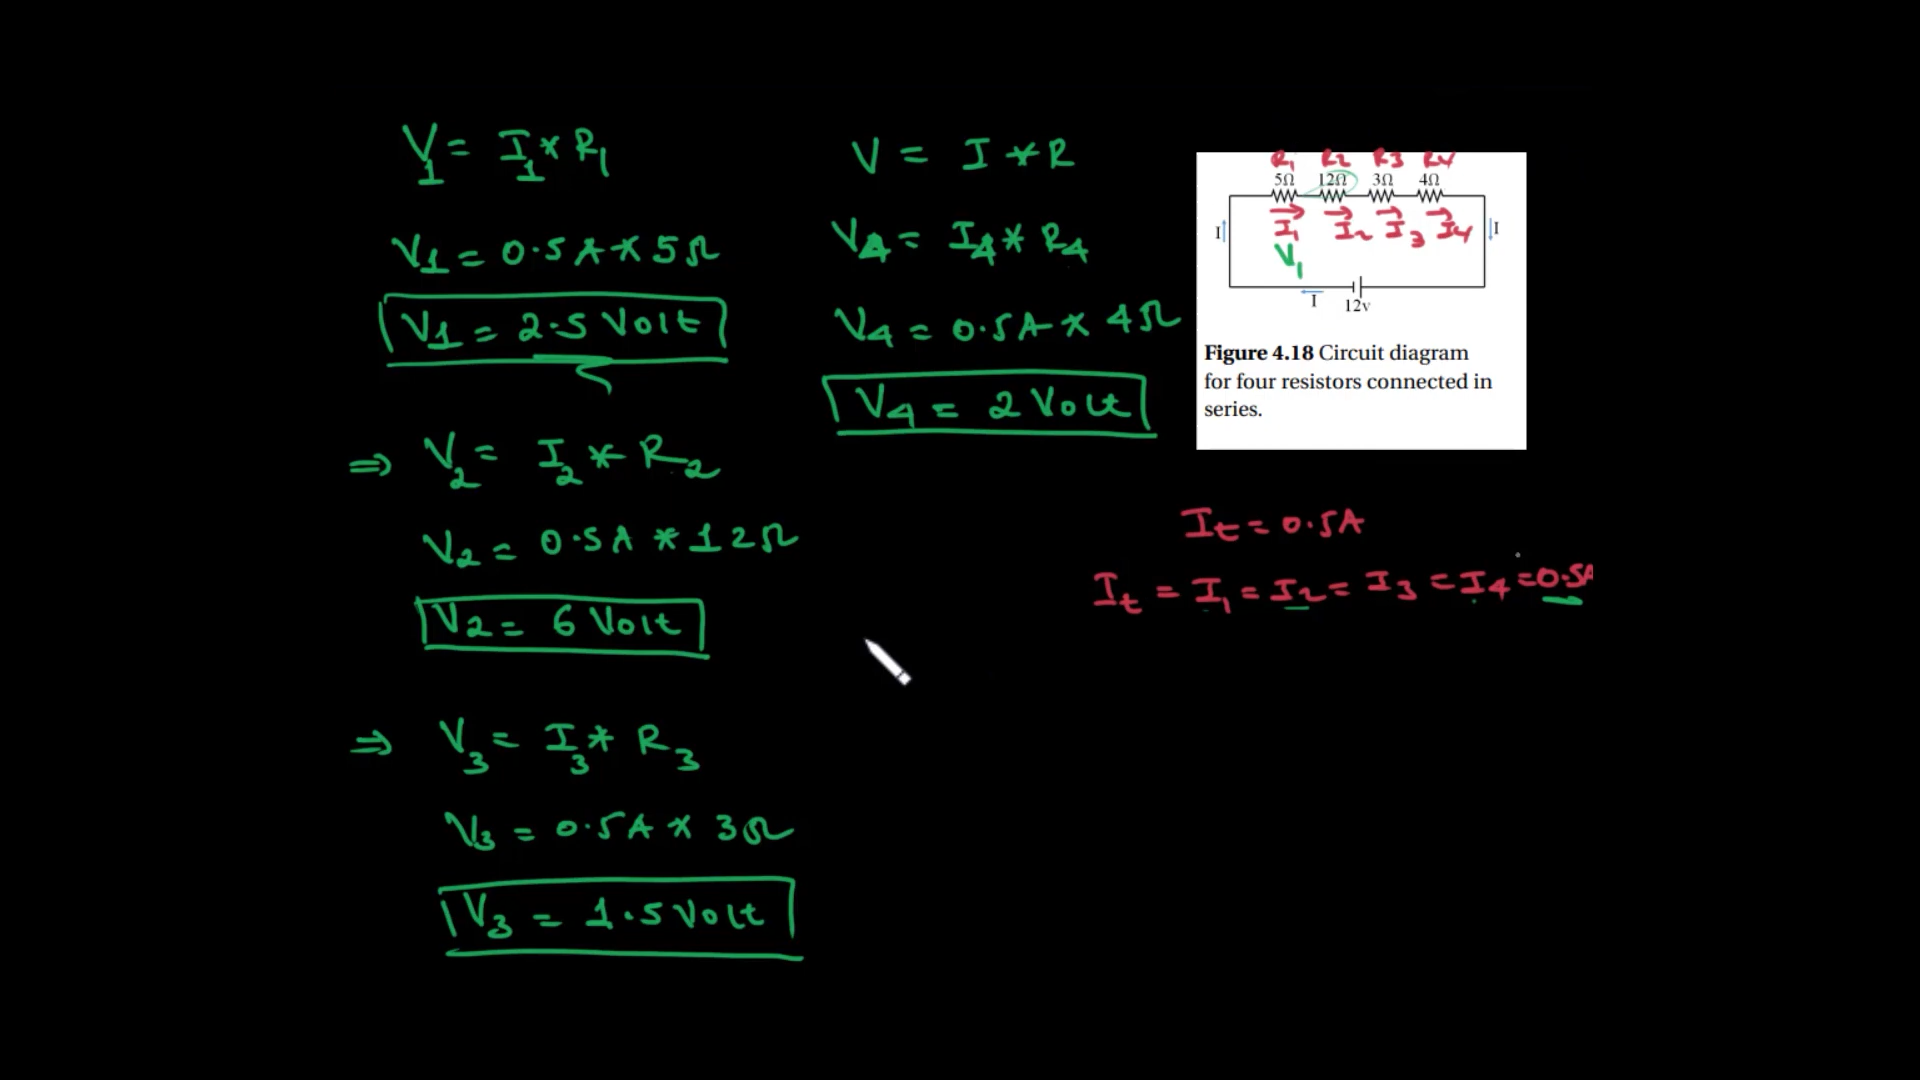 V1 = I1 * R1
V1 = 0.5A * 5Ω
V1 = 2.5 Volt
⇒ V2 = I2 * R2
V2 = 0.5A * 12Ω
V2 = 6 Volt
⇒ V3 = I3 * R3
V3 = 0.5A * 3Ω
V3 = 1.5 Volt
V = I * R
V4 = I4 * R4
V4 = 0.5A * 4Ω
V4 = 2 Volt
R1 R2 R3 R4
5Ω 12Ω 3Ω 4Ω
I I1 I2 I3 I4 I
V1
I 12v
Figure 4.18 Circuit diagram
for four resistors connected in
series.
It = 0.5A
It = I1 = I2 = I3 = I4 = 0.5A